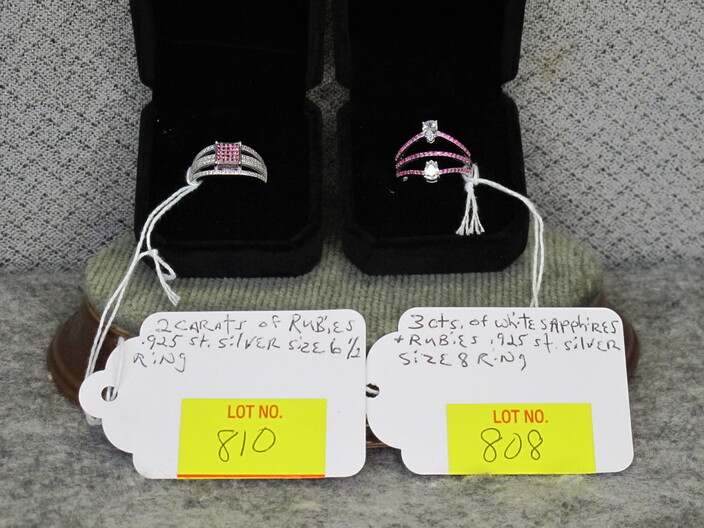 2 CARATS of RUBiES
.925 st. SilVER SizE 6 1/2
RiNg
LOT NO.
810
3 cts. of WhiTE SAPPhiRES
+ RUBiES .925 st. silVER
SizE 8 RiNg
LOT NO.
808